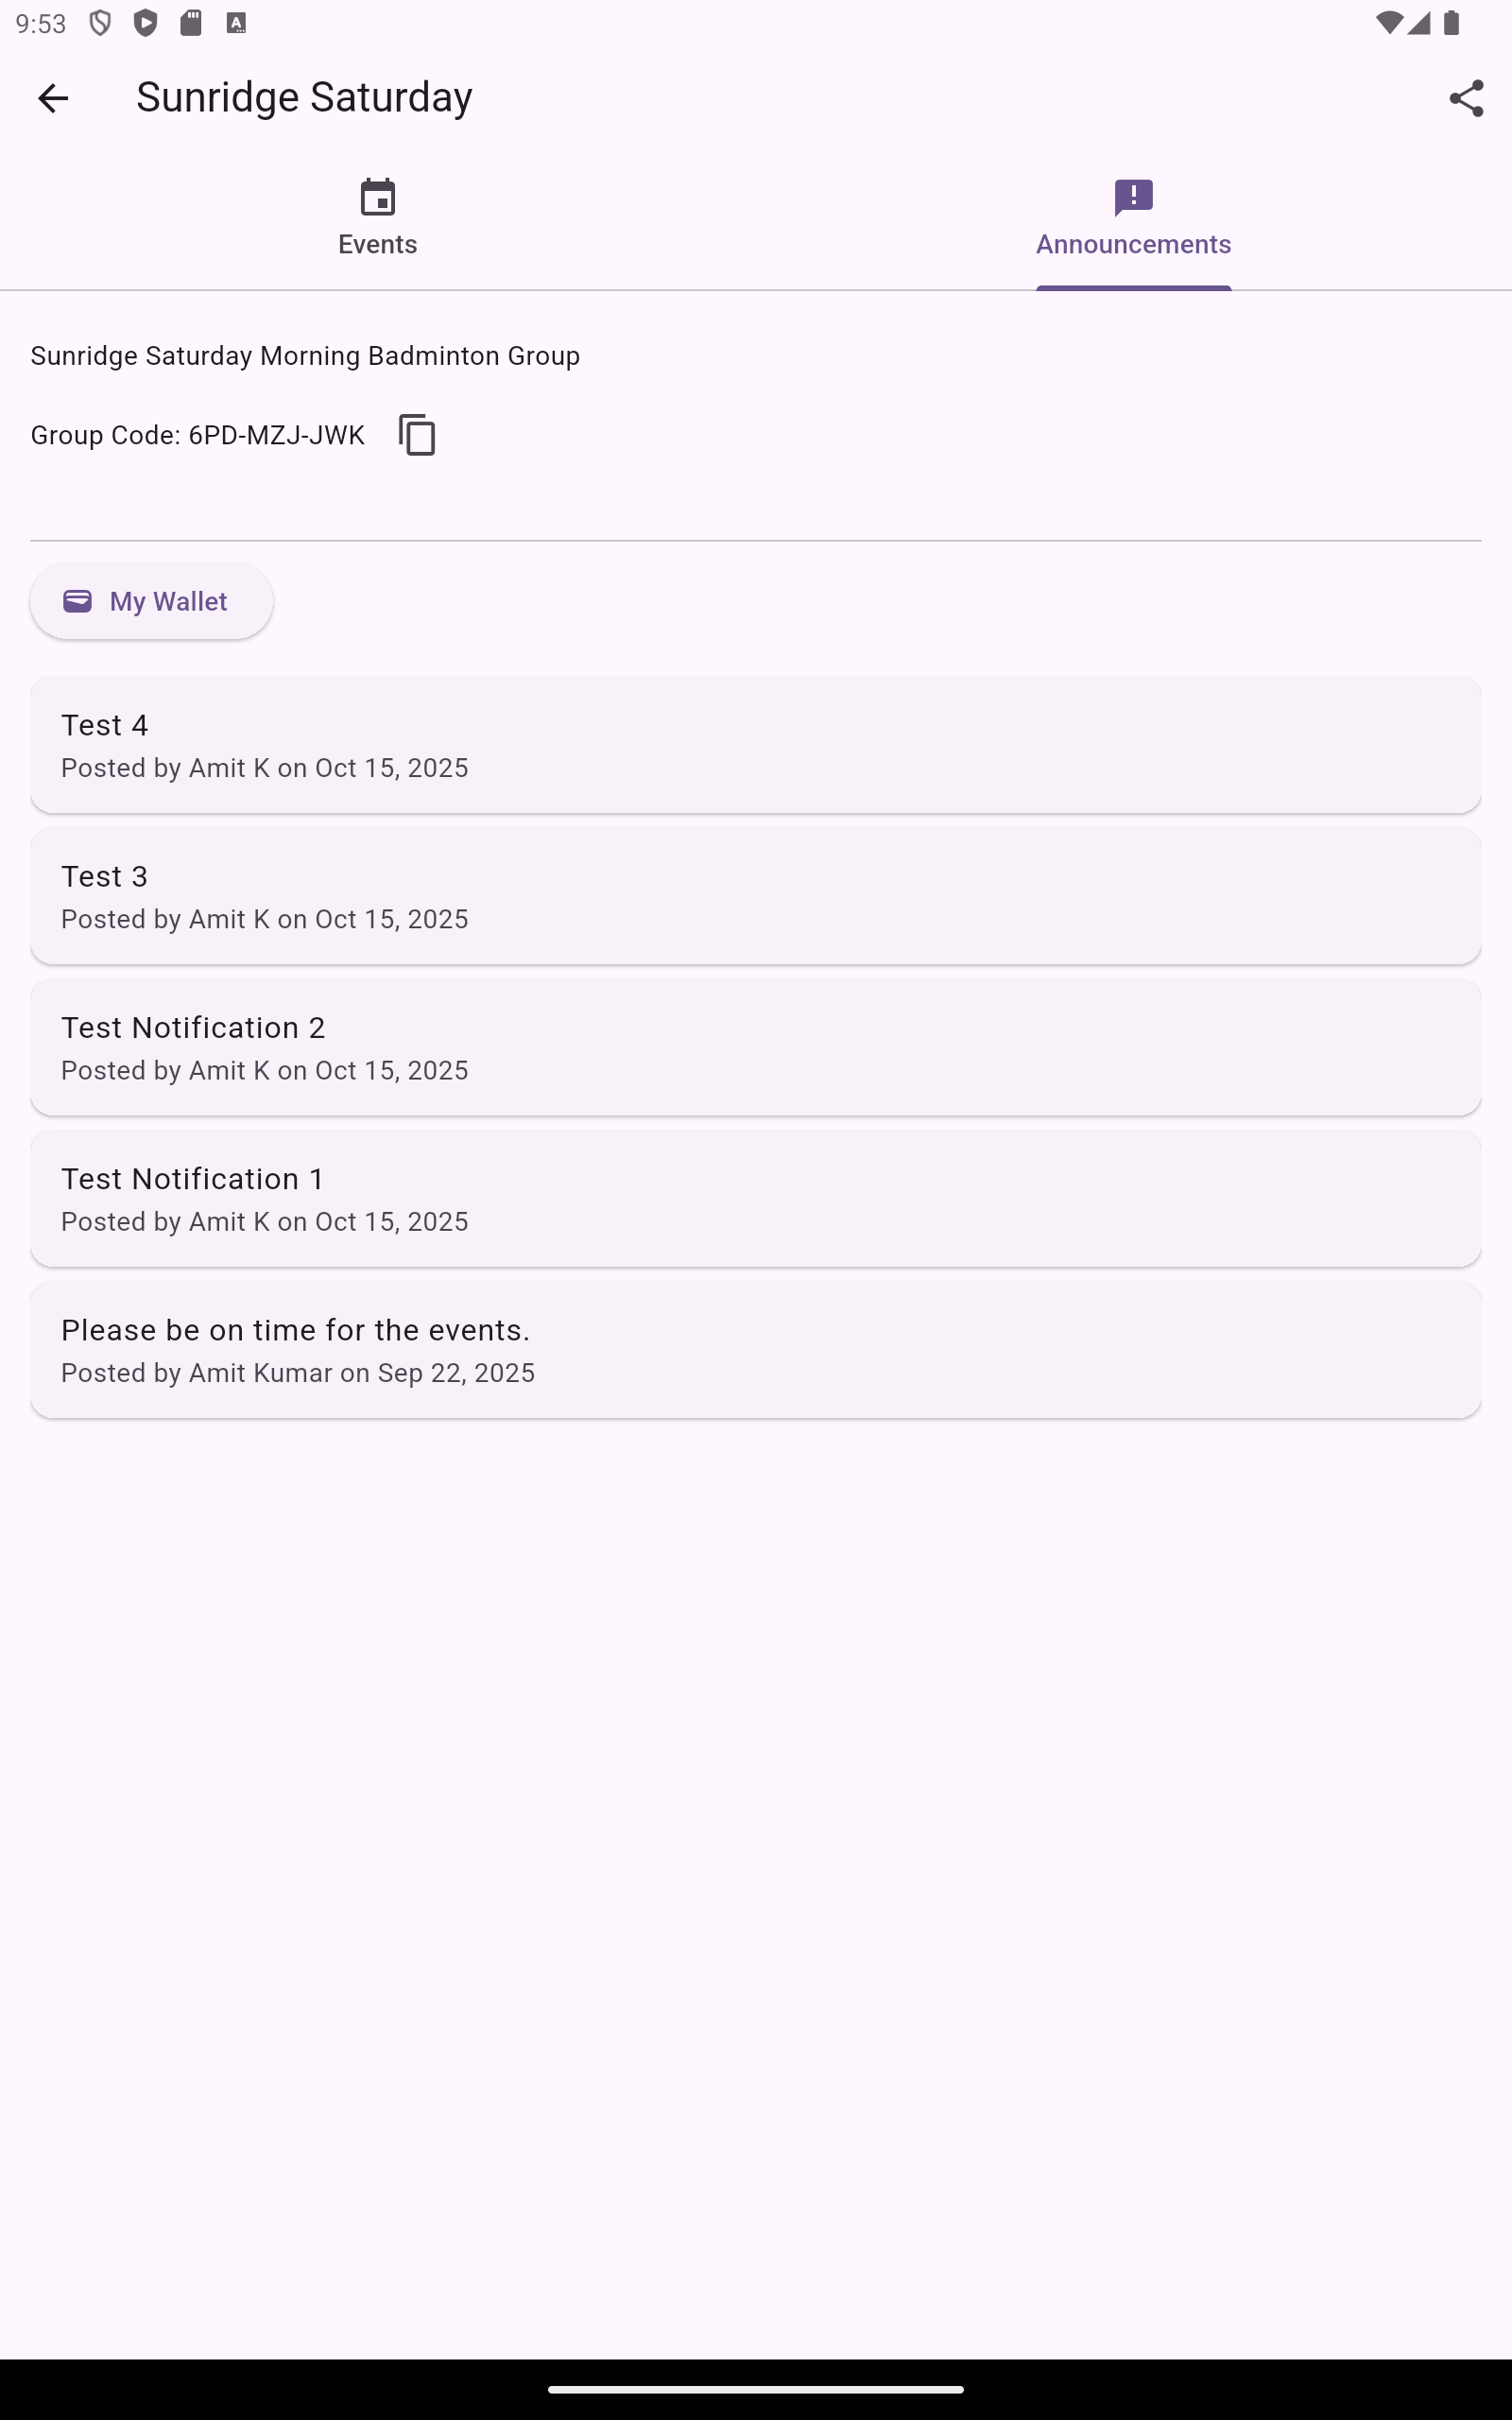 9:53
Sunridge Saturday
Events
Announcements
Sunridge Saturday Morning Badminton Group
Group Code: 6PD-MZJ-JWK
My Wallet
Test 4
Posted by Amit K on Oct 15, 2025
Test 3
Posted by Amit K on Oct 15, 2025
Test Notification 2
Posted by Amit K on Oct 15, 2025
Test Notification 1
Posted by Amit K on Oct 15, 2025
Please be on time for the events.
Posted by Amit Kumar on Sep 22, 2025